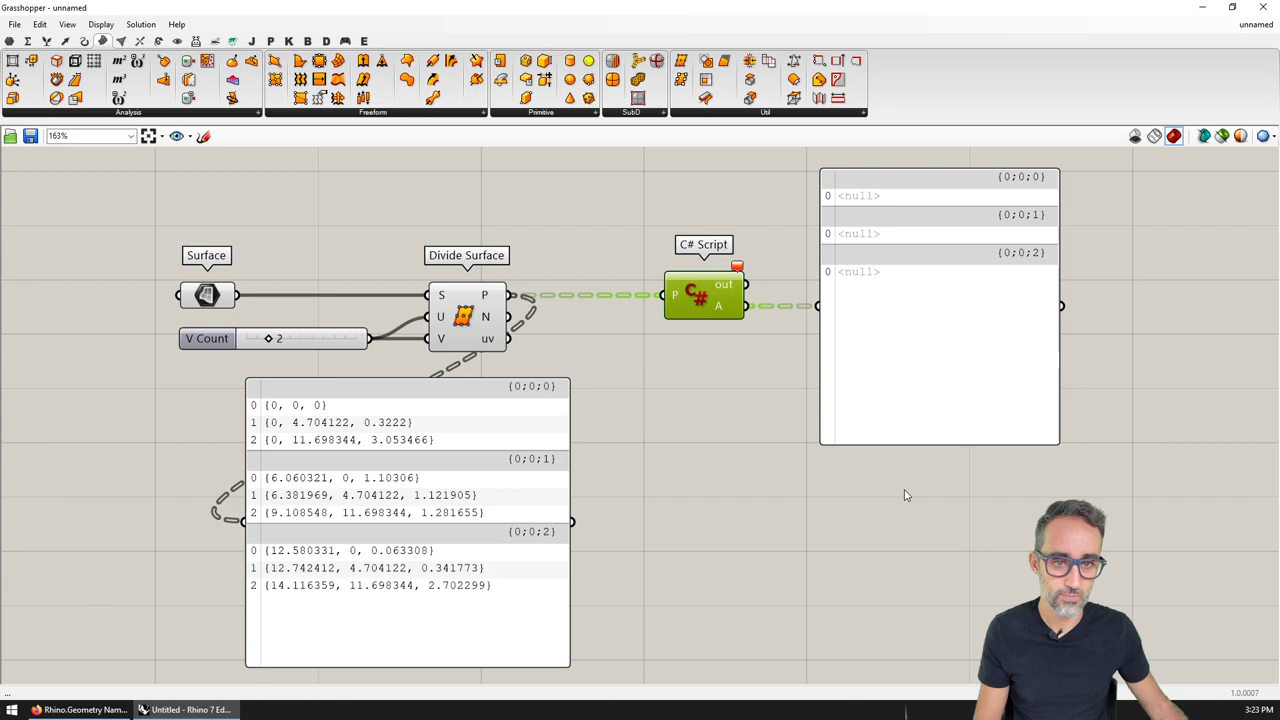 Grasshopper - unnamed
File Edit View Display Solution Help
unnamed
J P K B D E
m² m³
Analysis
Freeform
Primitive
SubD
Util
163%
Surface
V Count
2
Divide Surface
S P
U N
V uv
C# Script
P C# out
A
{0;0;0}
0 <null>
{0;0;1}
0 <null>
{0;0;2}
0 <null>
{0;0;0}
0 {0, 0, 0}
1 {0, 4.704122, 0.3222}
2 {0, 11.698344, 3.053466}
{0;0;1}
0 {6.060321, 0, 1.10306}
1 {6.381969, 4.704122, 1.121905}
2 {9.108548, 11.698344, 1.281655}
{0;0;2}
0 {12.580331, 0, 0.063308}
1 {12.742412, 4.704122, 0.341773}
2 {14.116359, 11.698344, 2.702299}
...
1.0.0007
Rhino.Geometry Nam...
Untitled - Rhino 7 Ed...
3:23 PM